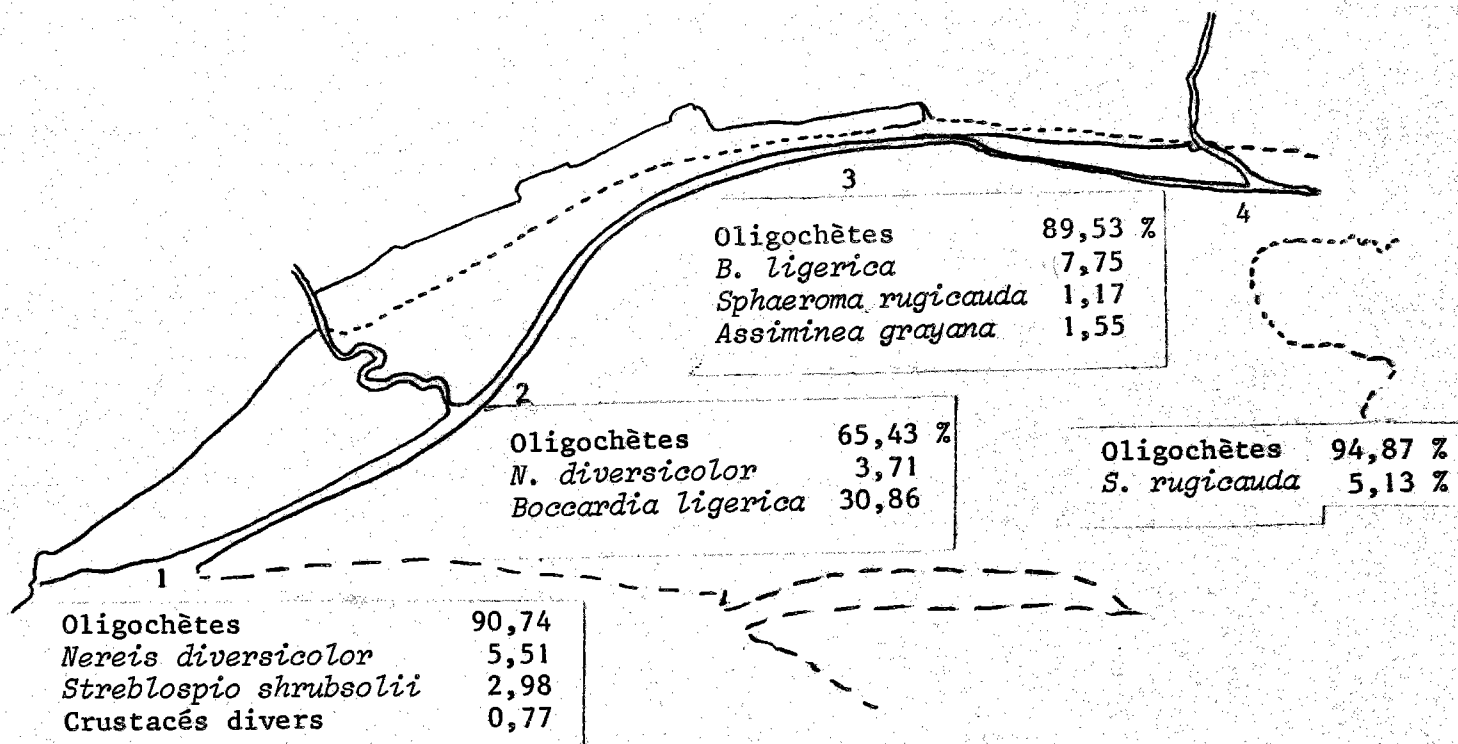 3
4
Oligochètes 89,53 %
B. ligerica 7,75
Sphaeroma rugicauda 1,17
Assiminea grayana 1,55
2
Oligochètes 65,43 %
N. diversicolor 3,71
Boccardia ligerica 30,86
Oligochètes 94,87 %
S. rugicauda 5,13 %
1
Oligochètes 90,74
Nereis diversicolor 5,51
Streblospio shrubsolii 2,98
Crustacés divers 0,77